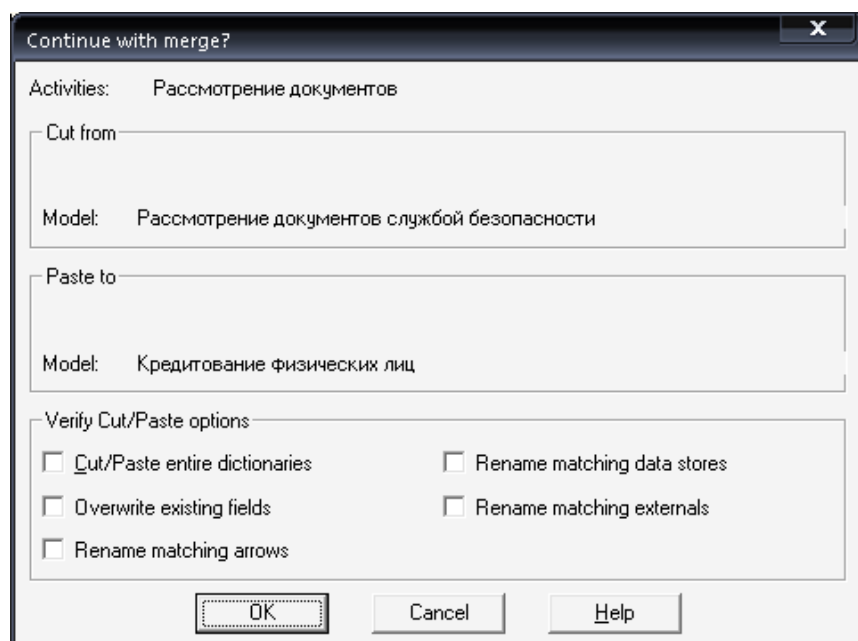 Continue with merge?
X
Activities: Рассмотрение документов
Cut from
Model: Рассмотрение документов службой безопасности
Paste to
Model: Кредитование физических лиц
Verify Cut/Paste options
Cut/Paste entire dictionaries
Rename matching data stores
Overwrite existing fields
Rename matching externals
Rename matching arrows
OK Cancel Help